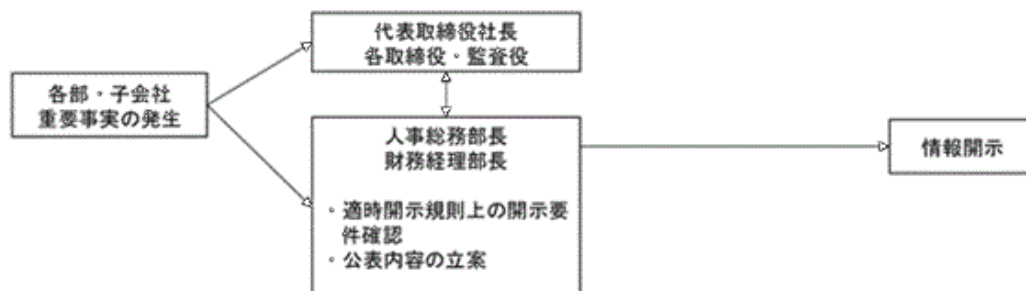 代表取締役社長
各取締役・監査役
各部・子会社
重要事実の発生
人事総務部長
財務経理部長
・適時開示規則上の開示要
件確認
・公表内容の立案
情報開示